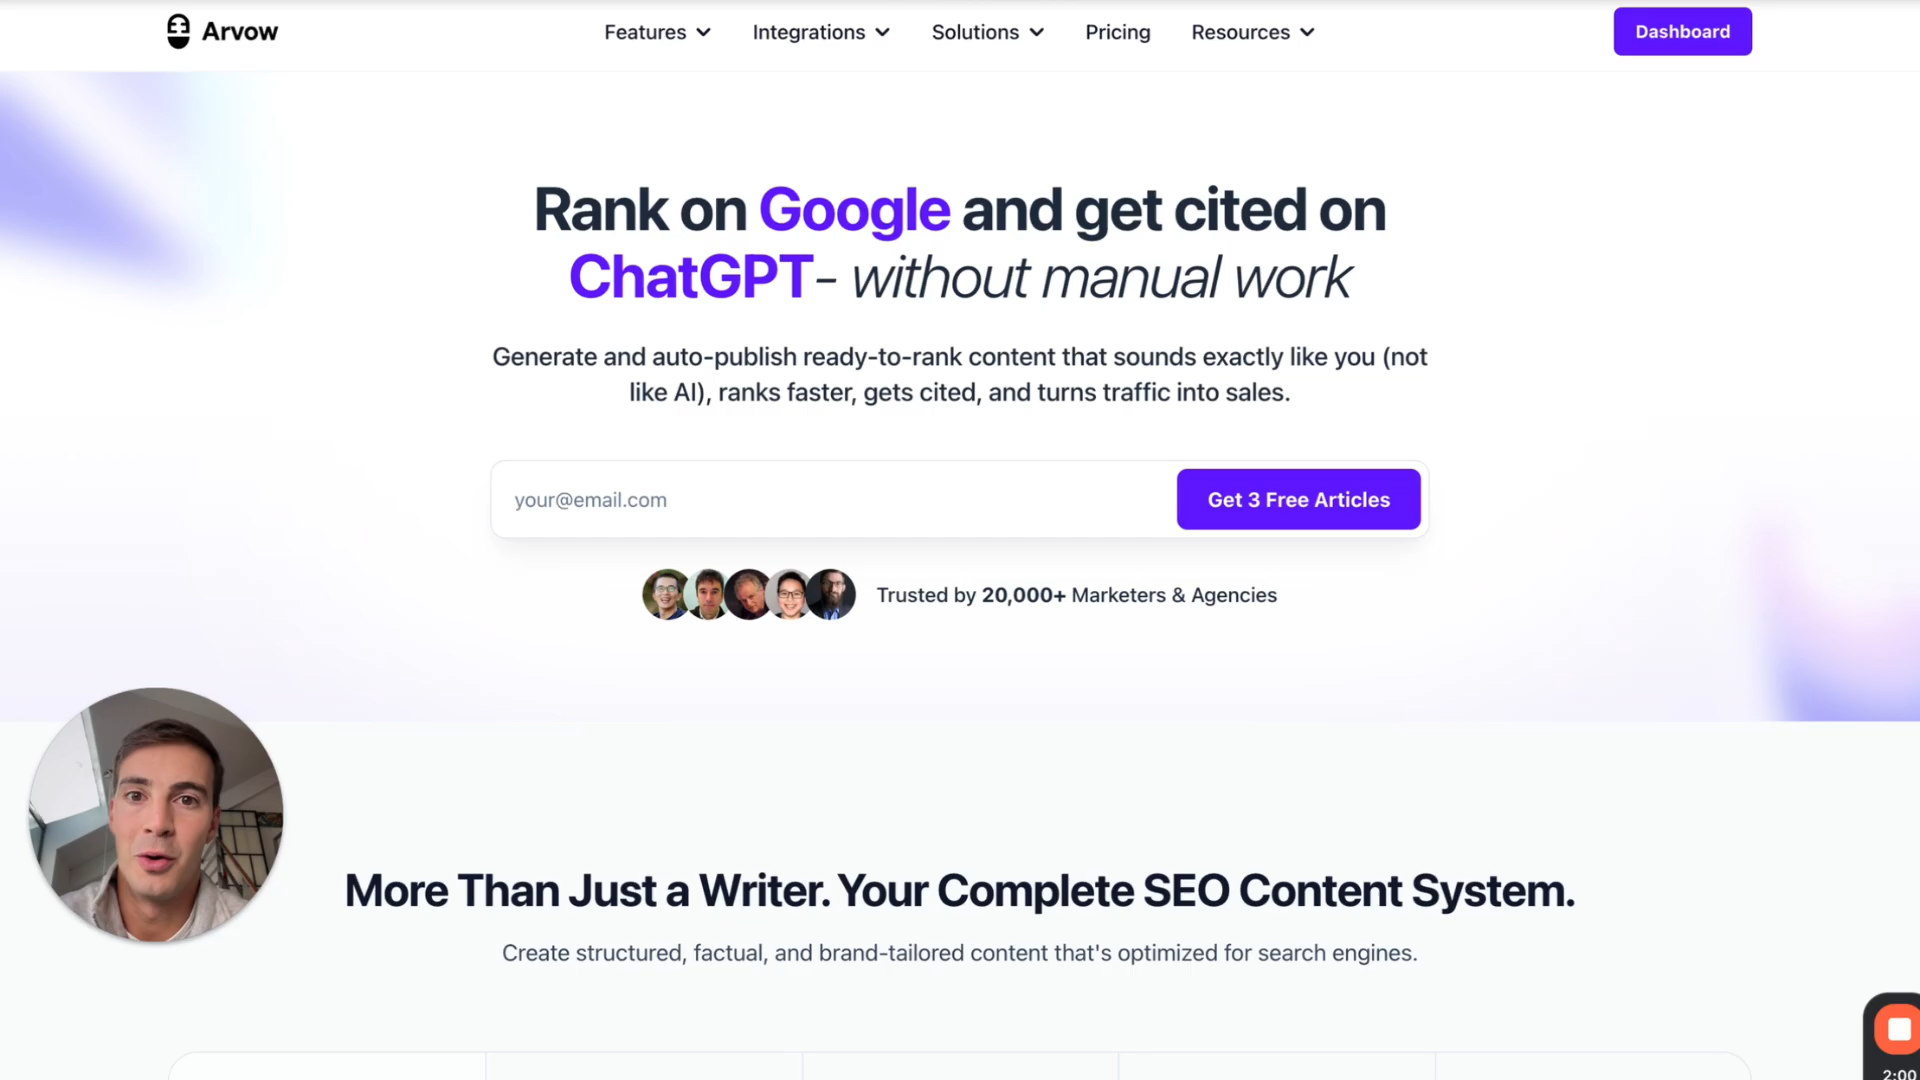 Arvow
Features
Integrations
Solutions
Pricing
Resources
Dashboard
Rank on Google and get cited on
ChatGPT- without manual work
Generate and auto-publish ready-to-rank content that sounds exactly like you (not
like AI), ranks faster, gets cited, and turns traffic into sales.
your@email.com
Get 3 Free Articles
Trusted by 20,000+ Marketers & Agencies
More Than Just a Writer. Your Complete SEO Content System.
Create structured, factual, and brand-tailored content that's optimized for search engines.
2:00